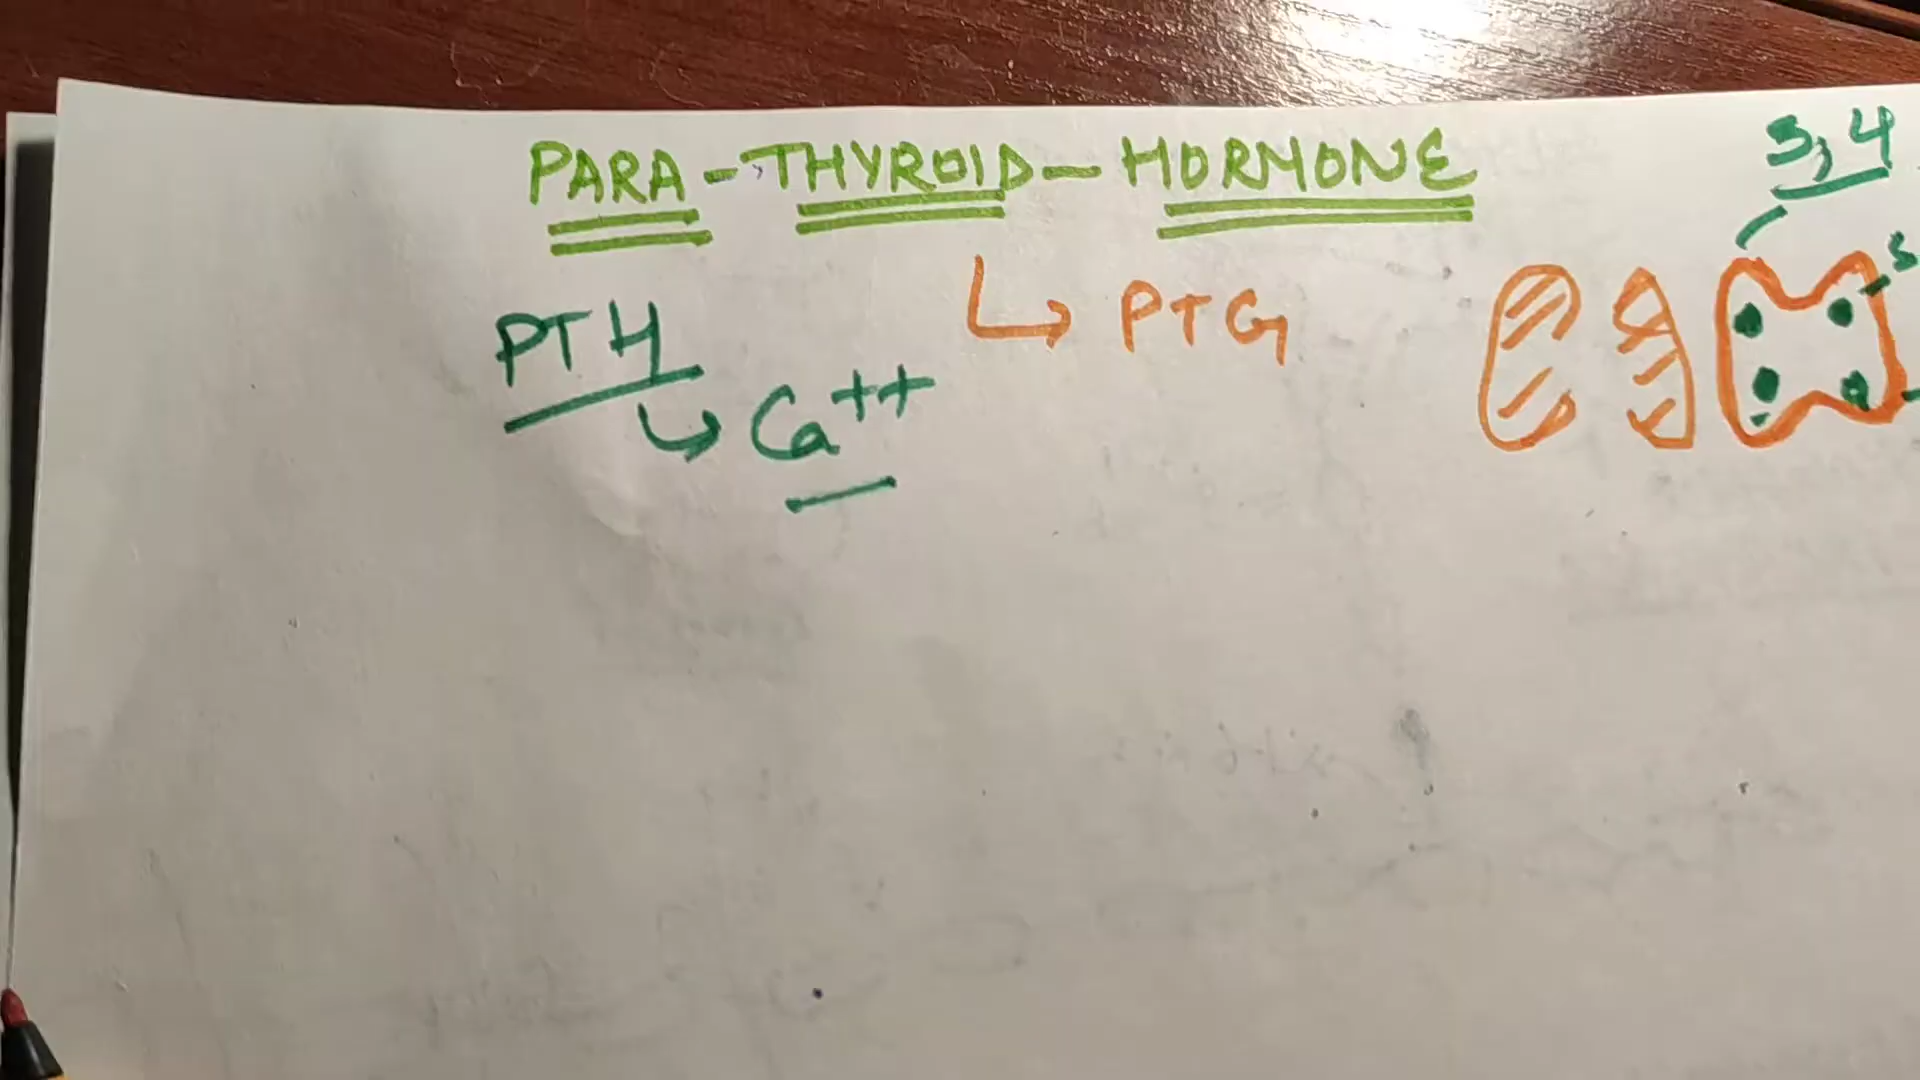 PARA-THYROID-HORMONE
3,4
PTG
PTH
Ca++